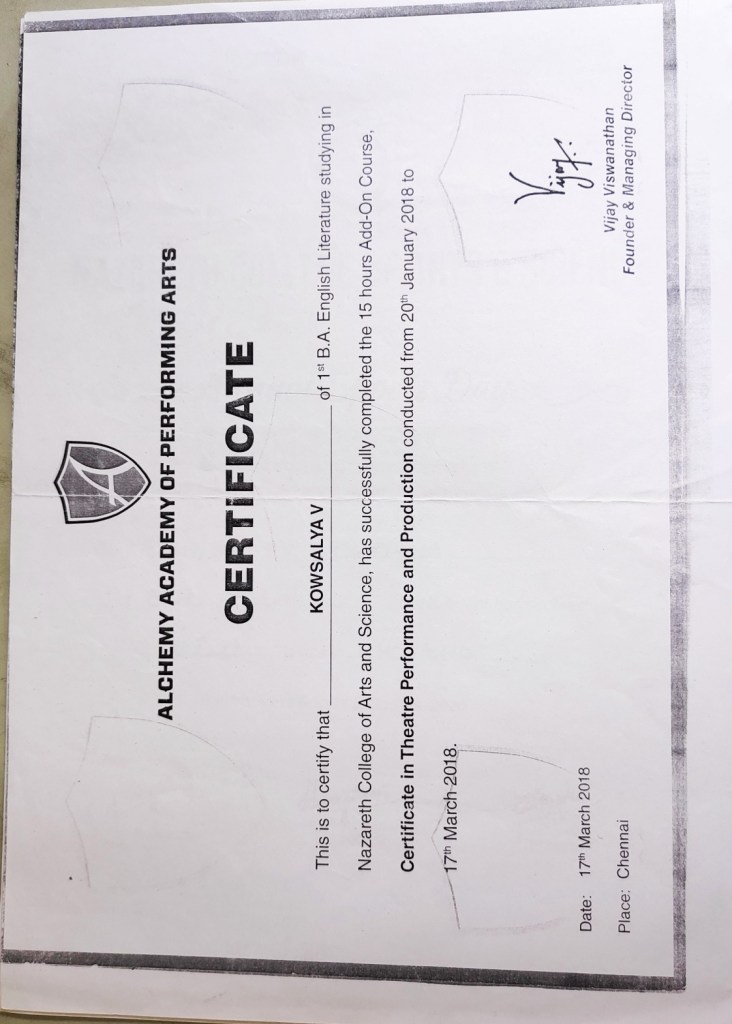 ALCHEMY ACADEMY OF PERFORMING ARTS
CERTIFICATE
This is to certify that KOWSALYA V of 1st B.A. English Literature studying in
Nazareth College of Arts and Science, has successfully completed the 15 hours Add-On Course,
Certificate in Theatre Performance and Production conducted from 20th January 2018 to
17th March 2018.
Date: 17th March 2018
Place: Chennai
Vijay.
Vijay Viswanathan
Founder & Managing Director